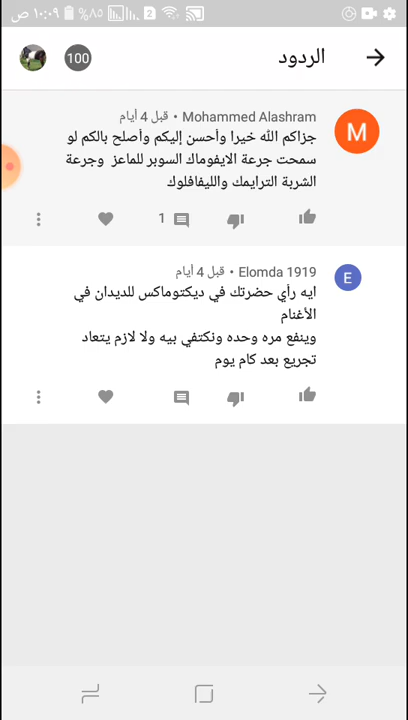 ١٠:٠٩ ص
%٨٥
2
الردود
100
Mohammed Alashram • قبل 4 أيام
جزاكم الله خيرا وأحسن إليكم وأصلح بالكم لو
سمحت جرعة الايفوماك السوبر للماعز وجرعة
الشربة الترايمك والليفافلوك
1
M
Elomda 1919 • قبل 4 أيام
ايه رأي حضرتك في ديكتوماكس للديدان في
الأغنام
وينفع مره وحده ونكتفي بيه ولا لازم يتعاد
تجريع بعد كام يوم
E